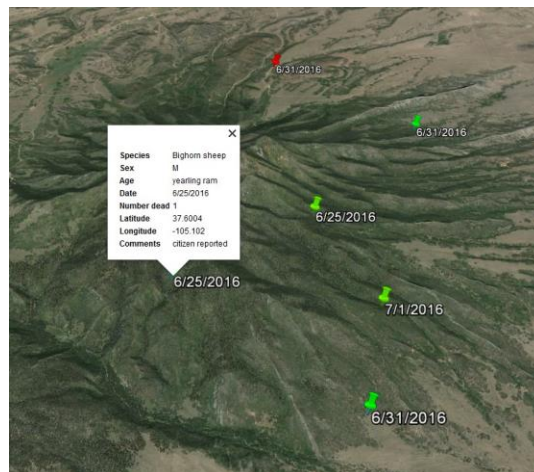 6/31/2016
6/31/2016
×
Species Bighorn sheep
Sex M
Age yearling ram
Date 6/25/2016
Number dead 1
Latitude 37.6004
Longitude -105.102
Comments citizen reported
6/25/2016
6/25/2016
7/1/2016
6/31/2016